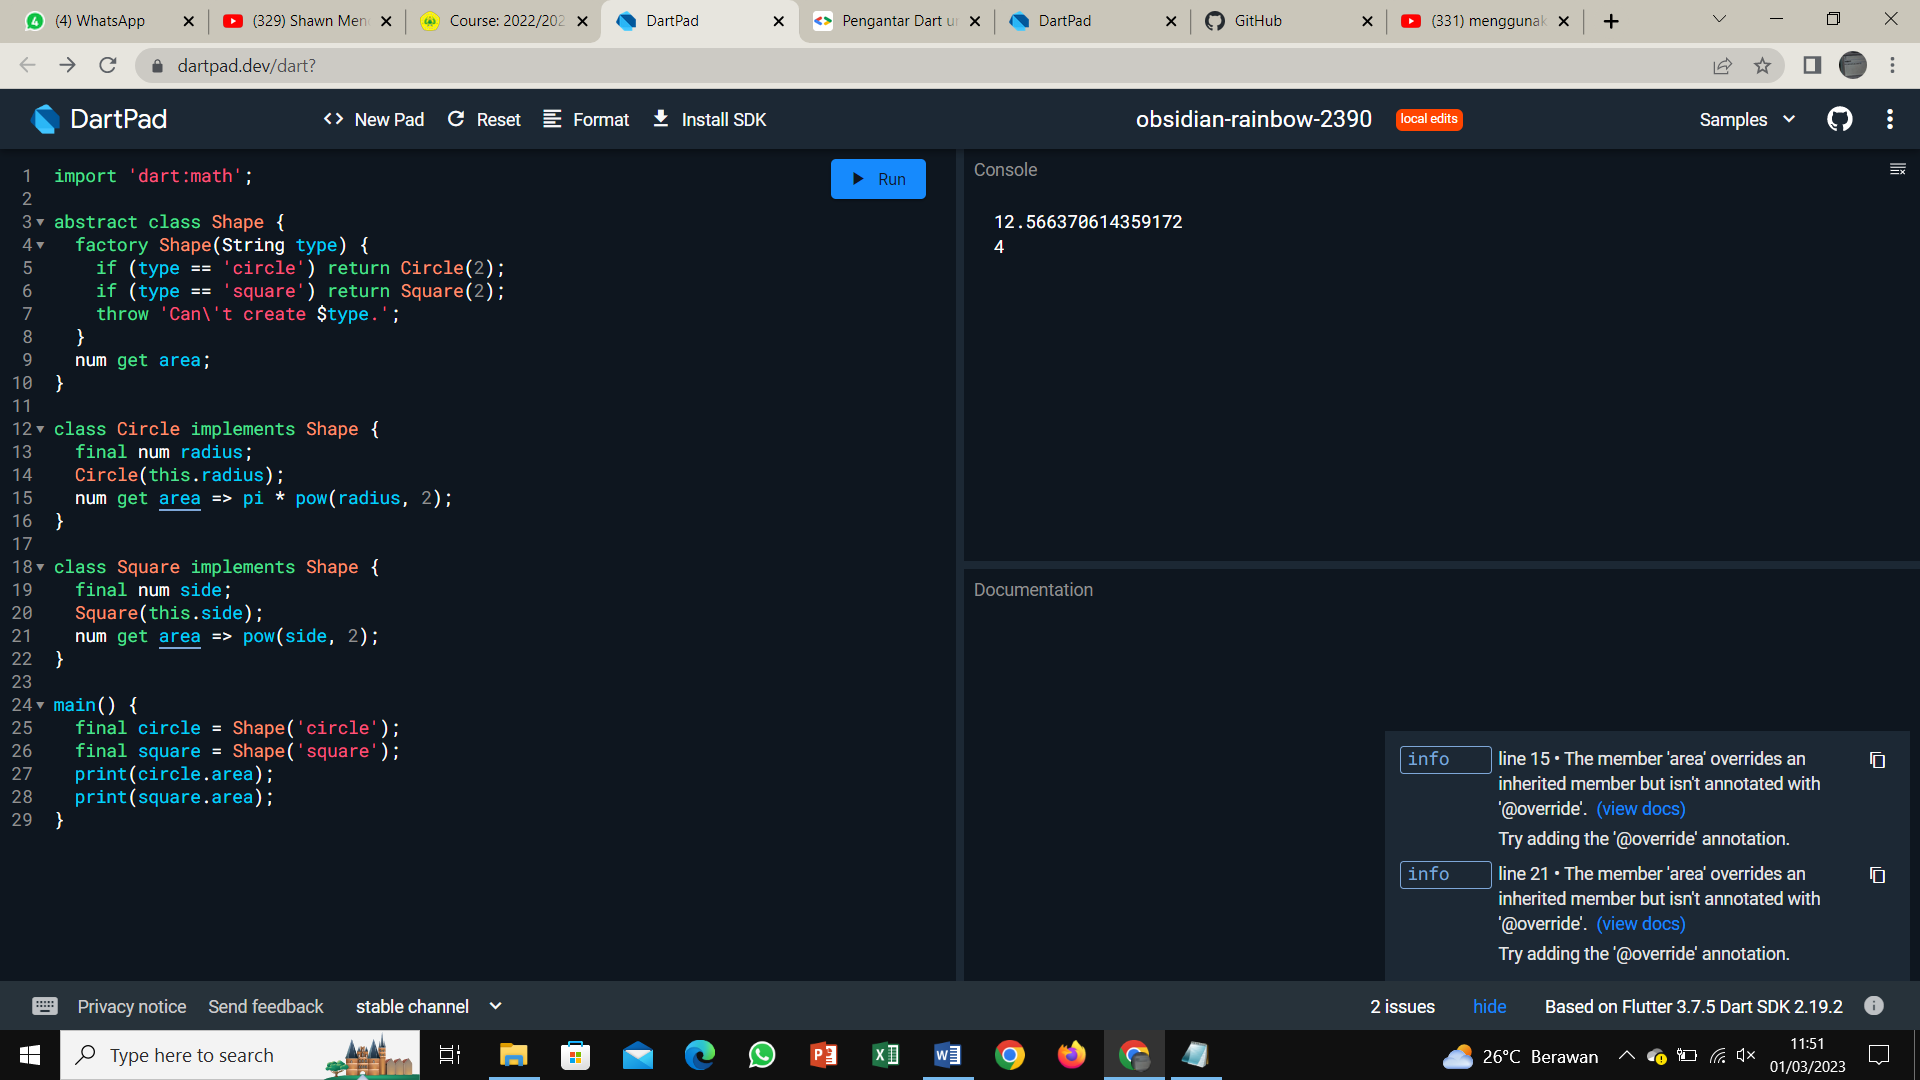 (4) WhatsApp
(329) Shawn Men
Course: 2022/202
DartPad
Pengantar Dart u
DartPad
GitHub
(331) menggunak
dartpad.dev/dart?
DartPad
<> New Pad
Reset
Format
Install SDK
obsidian-rainbow-2390
local edits
Samples
Run
1 import 'dart:math';
2
3 abstract class Shape {
4 factory Shape(String type) {
5 if (type == 'circle') return Circle(2);
6 if (type == 'square') return Square(2);
7 throw 'Can\'t create $type.';
8 }
9 num get area;
10 }
11
12 class Circle implements Shape {
13 final num radius;
14 Circle(this.radius);
15 num get area => pi * pow(radius, 2);
16 }
17
18 class Square implements Shape {
19 final num side;
20 Square(this.side);
21 num get area => pow(side, 2);
22 }
23
24 main() {
25 final circle = Shape('circle');
26 final square = Shape('square');
27 print(circle.area);
28 print(square.area);
29 }
Console
12.566370614359172
4
Documentation
info line 15 • The member 'area' overrides an
inherited member but isn't annotated with
'@override'. (view docs)
Try adding the '@override' annotation.
info line 21 • The member 'area' overrides an
inherited member but isn't annotated with
'@override'. (view docs)
Try adding the '@override' annotation.
Privacy notice
Send feedback
stable channel
2 issues
hide
Based on Flutter 3.7.5 Dart SDK 2.19.2
Type here to search
26°C Berawan
11:51
01/03/2023